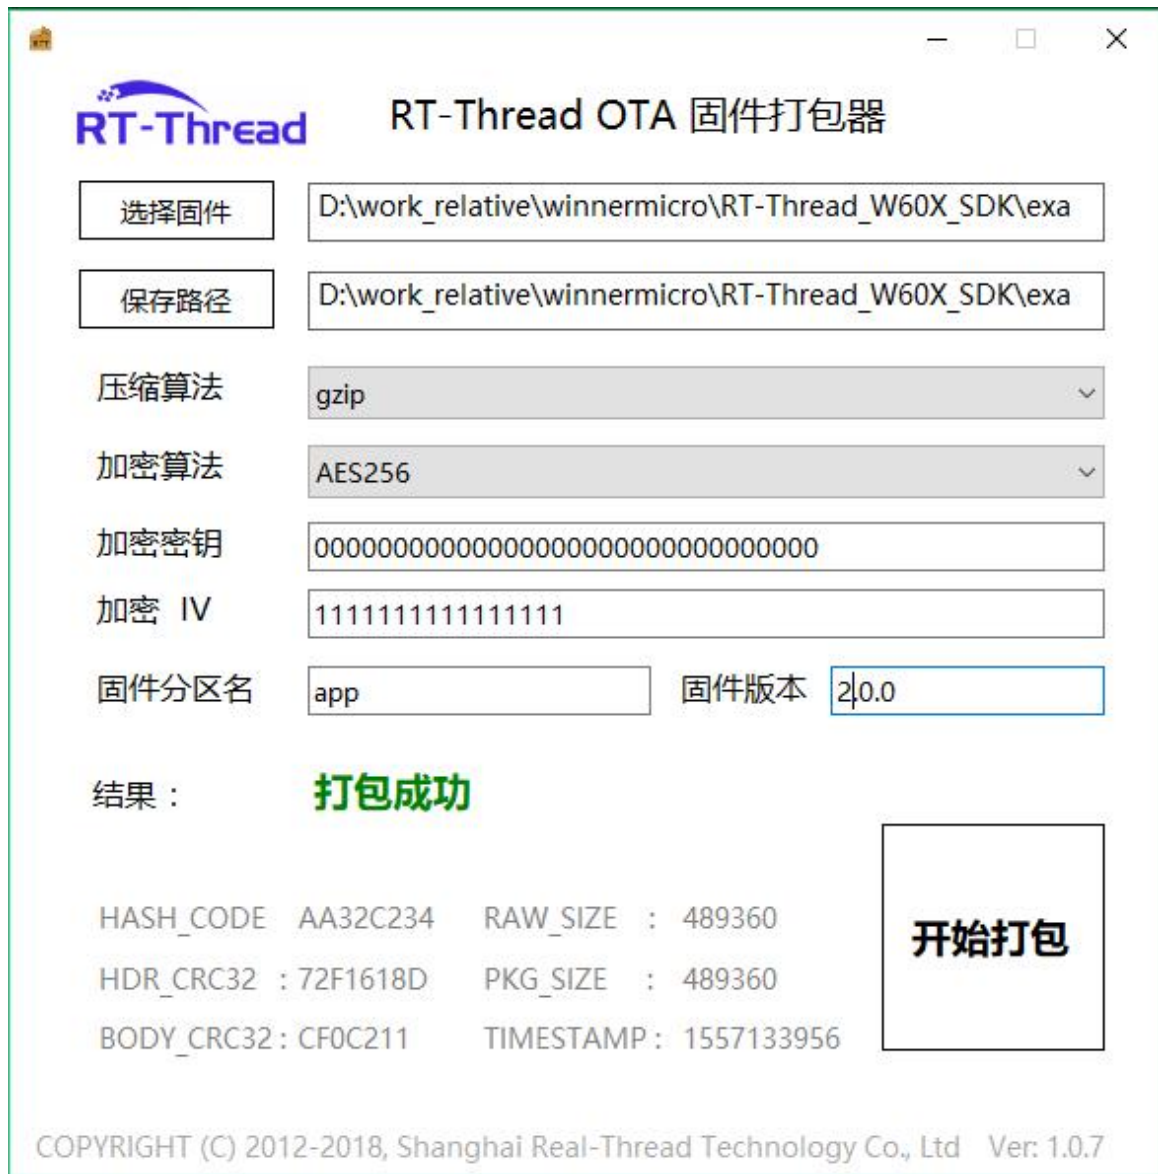 RT-Thread
RT-Thread OTA 固件打包器
选择固件 D:\work_relative\winnermicro\RT-Thread_W60X_SDK\exa
保存路径 D:\work_relative\winnermicro\RT-Thread_W60X_SDK\exa
压缩算法 gzip
加密算法 AES256
加密密钥 00000000000000000000000000000000
加密 IV 1111111111111111
固件分区名 app 固件版本 2.0.0
结果 : 打包成功
HASH_CODE AA32C234 RAW_SIZE : 489360
HDR_CRC32 : 72F1618D PKG_SIZE : 489360
BODY_CRC32 : CF0C211 TIMESTAMP : 1557133956
开始打包
COPYRIGHT (C) 2012-2018, Shanghai Real-Thread Technology Co., Ltd Ver: 1.0.7